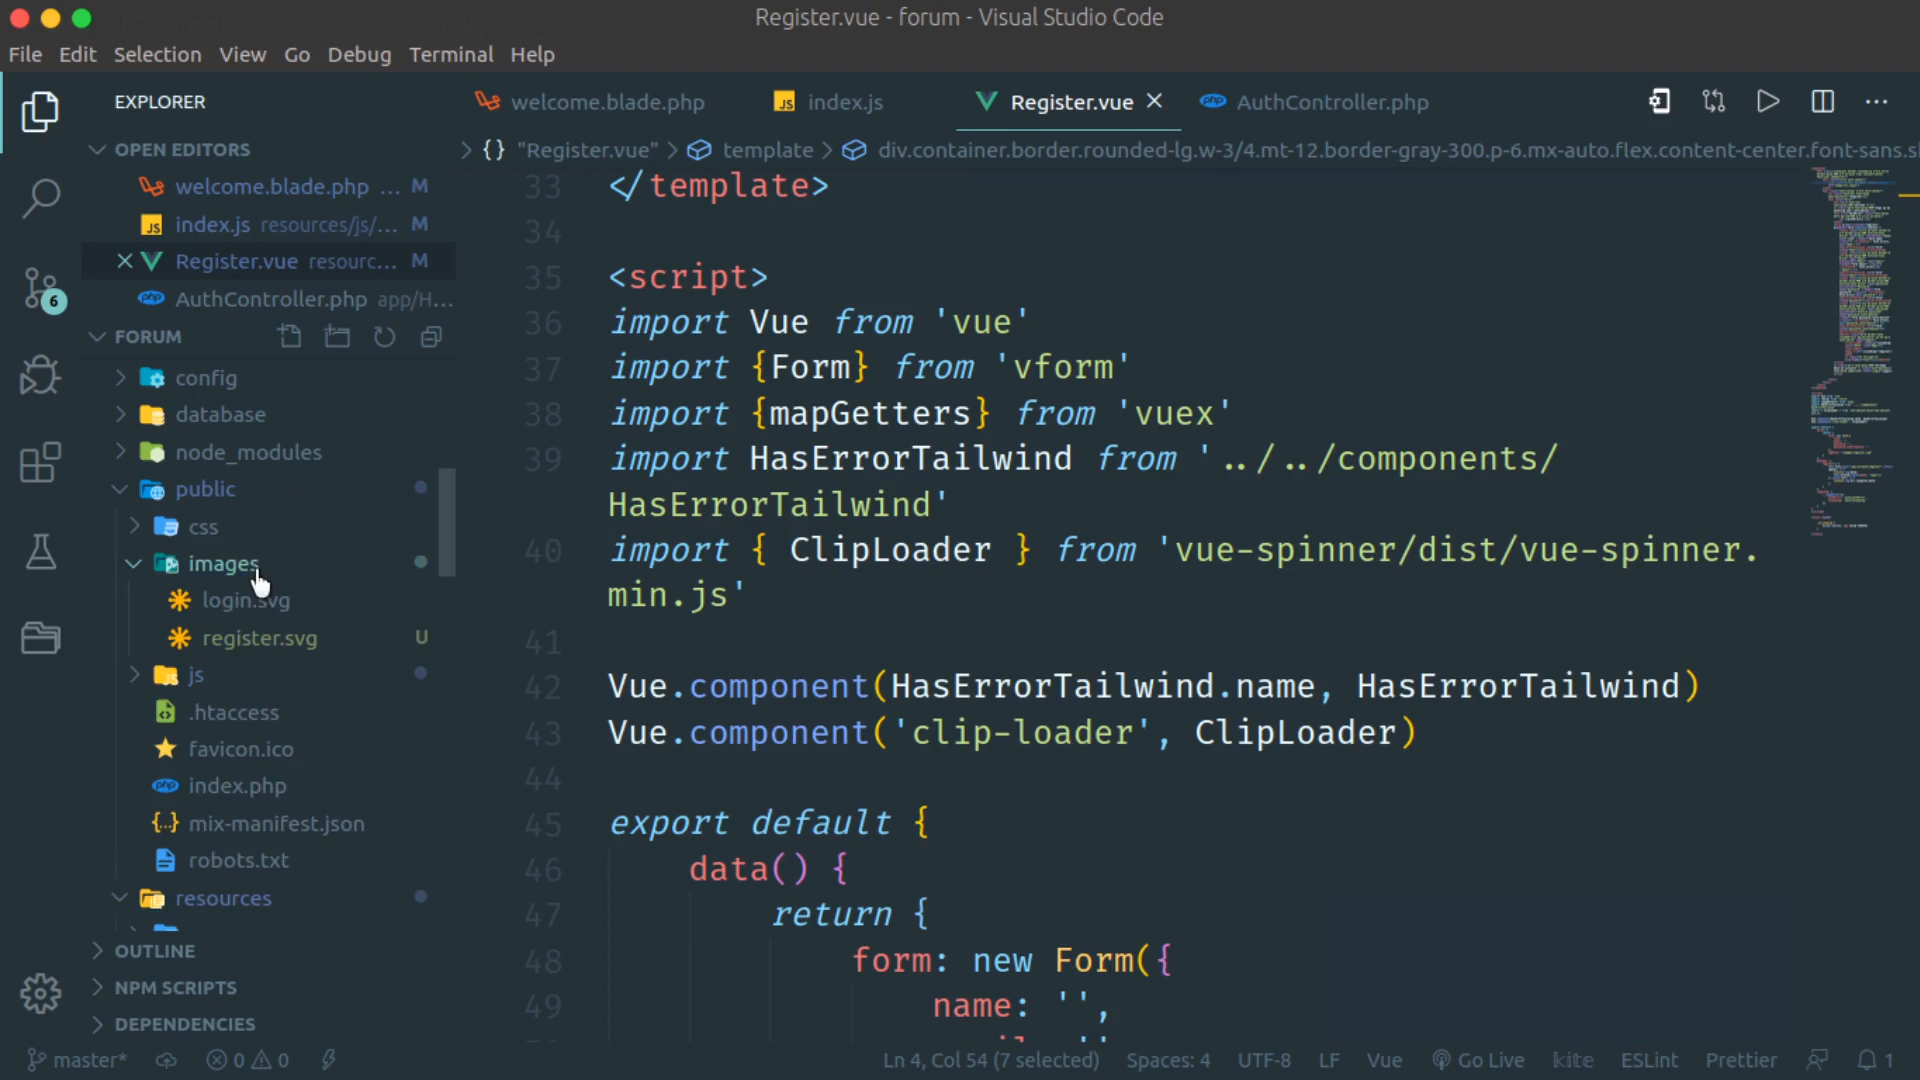 Register.vue - forum - Visual Studio Code
File Edit Selection View Go Debug Terminal Help
EXPLORER
OPEN EDITORS
welcome.blade.php ... M
index.js resources/js/... M
Register.vue resourc... M
AuthController.php app/H...
FORUM
config
database
node_modules
public
css
images
login.svg
register.svg U
js
.htaccess
favicon.ico
index.php
mix-manifest.json
robots.txt
resources
OUTLINE
NPM SCRIPTS
DEPENDENCIES
6
welcome.blade.php index.js Register.vue AuthController.php
{} "Register.vue" template div.container.border.rounded-lg.w-3/4.mt-12.border-gray-300.p-6.mx-auto.flex.content-center.font-sans.s
33 </template>
34
35 <script>
36 import Vue from 'vue'
37 import {Form} from 'vform'
38 import {mapGetters} from 'vuex'
39 import HasErrorTailwind from '../../components/
HasErrorTailwind'
40 import { ClipLoader } from 'vue-spinner/dist/vue-spinner.
min.js'
41
42 Vue.component(HasErrorTailwind.name, HasErrorTailwind)
43 Vue.component('clip-loader', ClipLoader)
44
45 export default {
46 data() {
47 return {
48 form: new Form({
49 name: '',
master* 0 0 Ln 4, Col 54 (7 selected) Spaces: 4 UTF-8 LF Vue Go Live kite ESLint Prettier 1